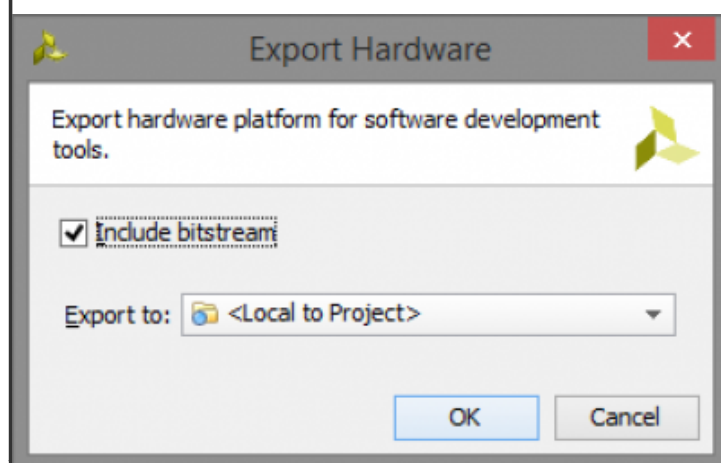 Export Hardware
Export hardware platform for software development
tools.
Include bitstream
Export to: <Local to Project>
OK Cancel